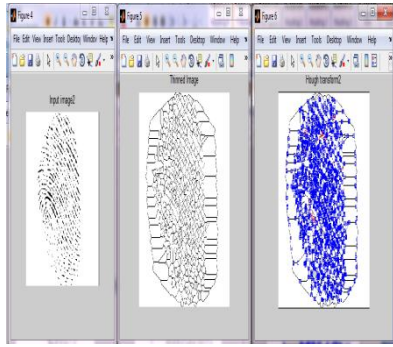 Figure 4
File Edit View Insert Tools Desktop Window Help
Input image2
Figure 5
File Edit View Insert Tools Desktop Window Help
Thinned image
Figure 6
File Edit View Insert Tools Desktop Window Help
Hough transform2